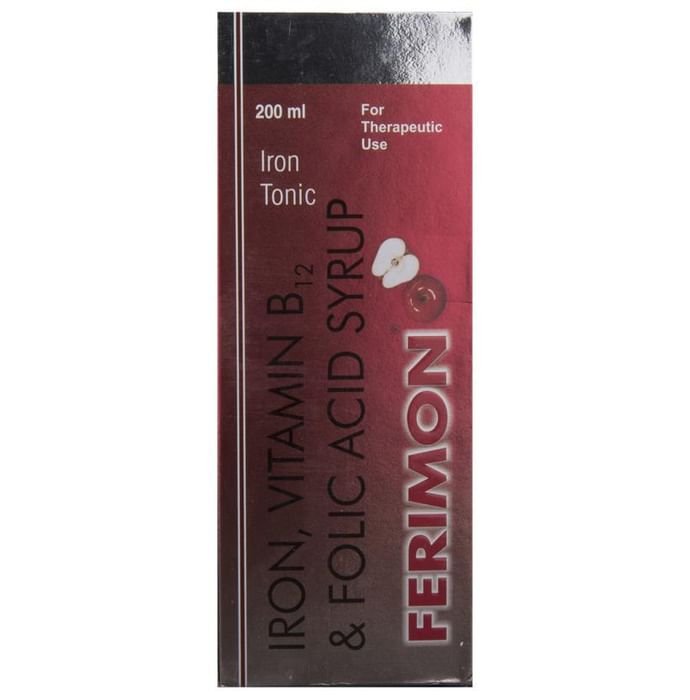 200 ml
For
Therapeutic
Use
Iron
Tonic
IRON, VITAMIN B12
& FOLIC ACID SYRUP
FERIMON